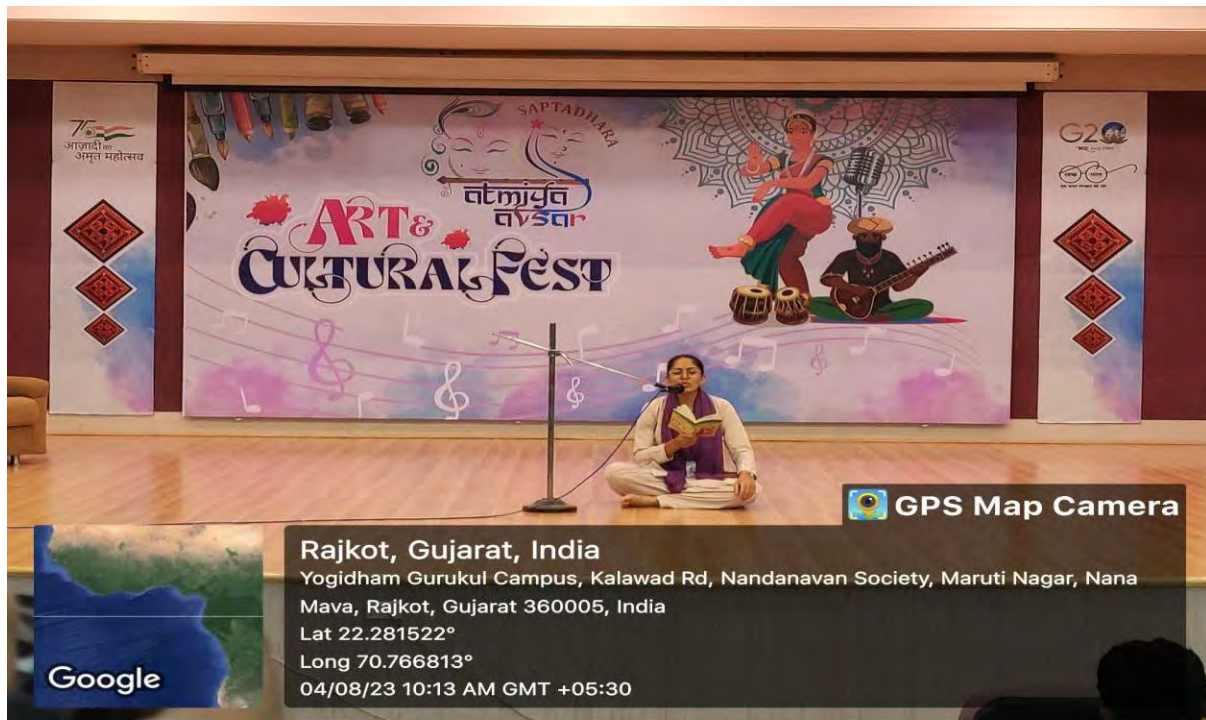 75
आज़ादी का
अमृत महोत्सव
SAPTADHARA
atmiya
avsar
ART &
CULTURAL FEST
G20
GPS Map Camera
Rajkot, Gujarat, India
Yogidham Gurukul Campus, Kalawad Rd, Nandanavan Society, Maruti Nagar, Nana
Mava, Rajkot, Gujarat 360005, India
Lat 22.281522°
Long 70.766813°
04/08/23 10:13 AM GMT +05:30
Google